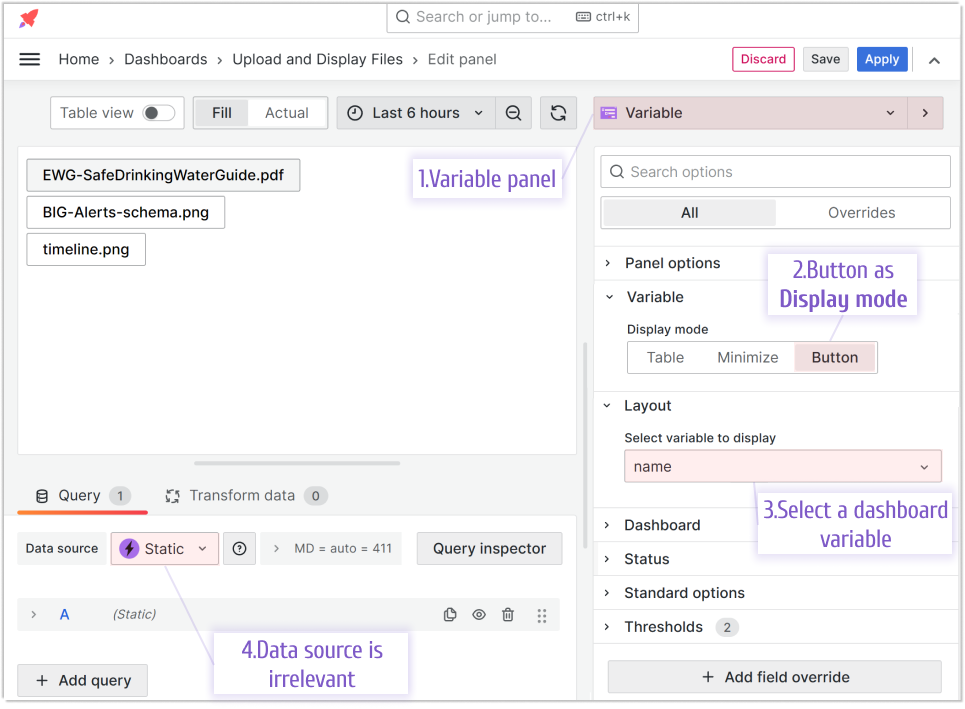 Search or jump to... ctrl+k
Home › Dashboards › Upload and Display Files › Edit panel
Discard
Save
Apply
Table view
Fill
Actual
Last 6 hours
Variable
1.Variable panel
EWG-SafeDrinkingWaterGuide.pdf
BIG-Alerts-schema.png
timeline.png
Search options
All
Overrides
Panel options
2.Button as
Display mode
Variable
Display mode
Table
Minimize
Button
Layout
Select variable to display
name
3.Select a dashboard
variable
Dashboard
Status
Standard options
Thresholds 2
+ Add field override
Query 1
Transform data 0
Data source
Static
MD = auto = 411
Query inspector
A (Static)
4.Data source is
irrelevant
+ Add query